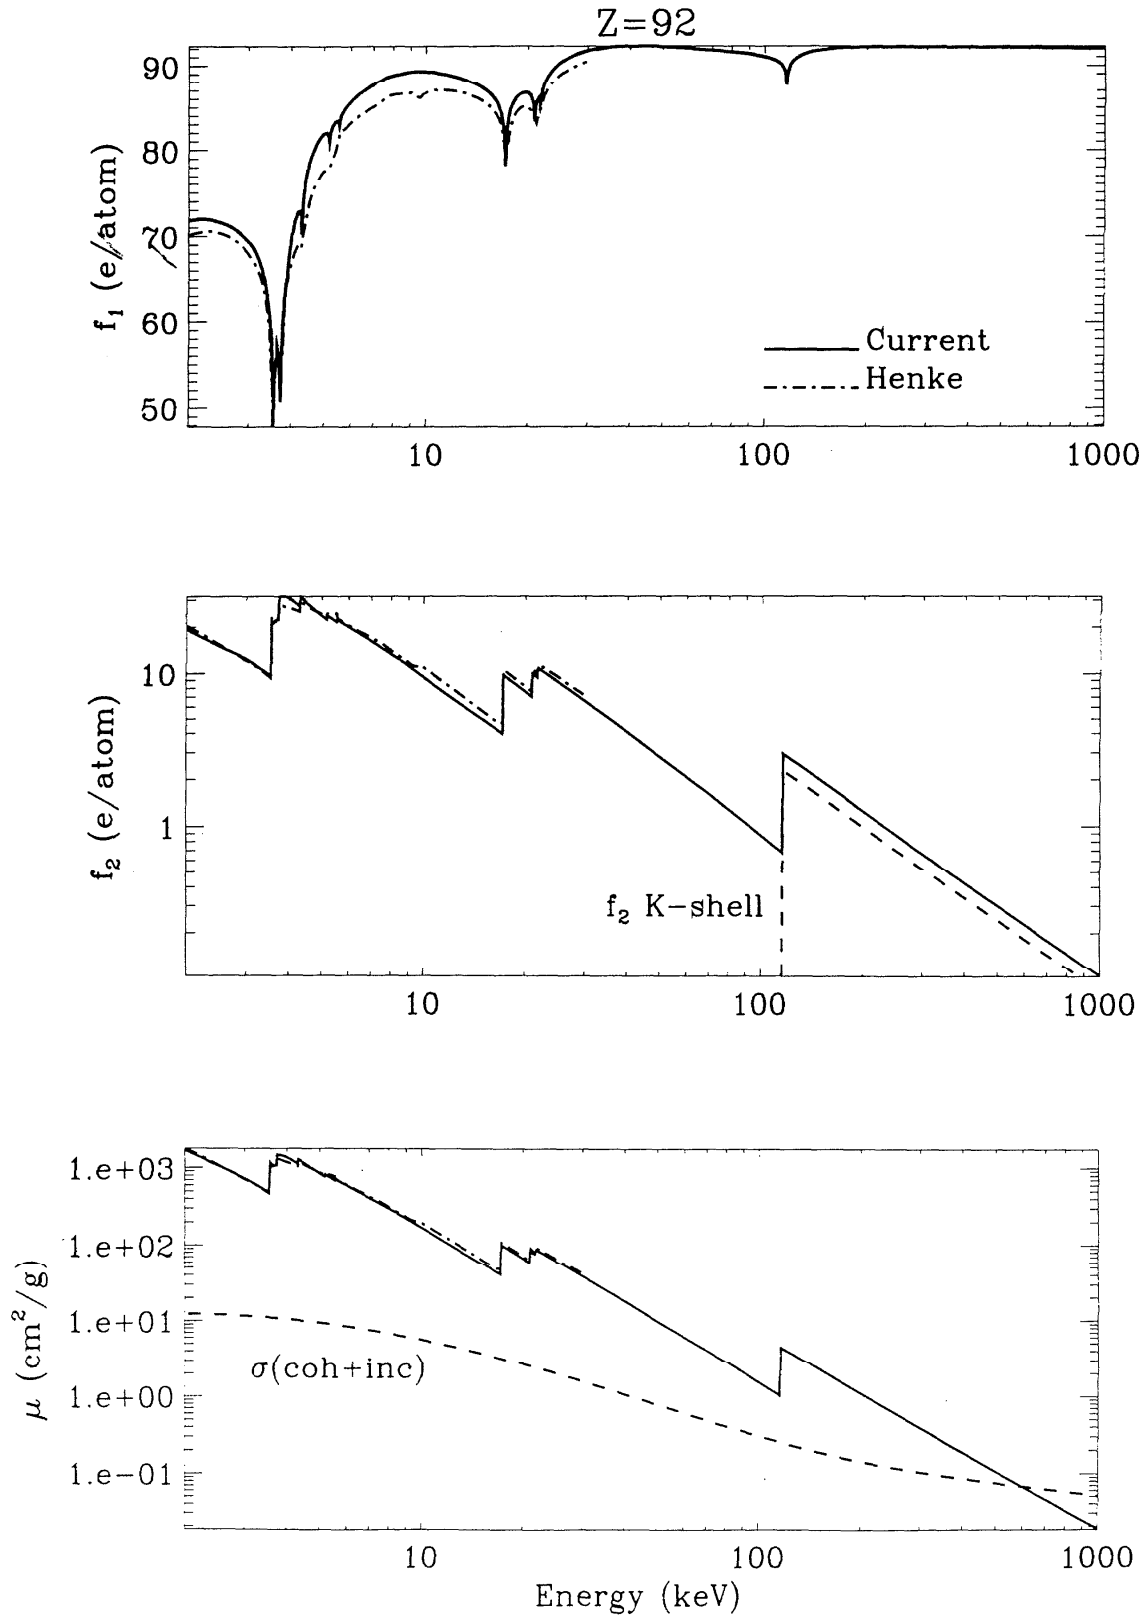 Z=92
f₁ (e/atom)
90
80
70
60
50
Current
Henke
10
100
1000
f₂ (e/atom)
10
1
f₂ K-shell
10
100
1000
μ (cm²/g)
1.e+03
1.e+02
1.e+01
1.e+00
1.e-01
σ(coh+inc)
10
100
1000
Energy (keV)